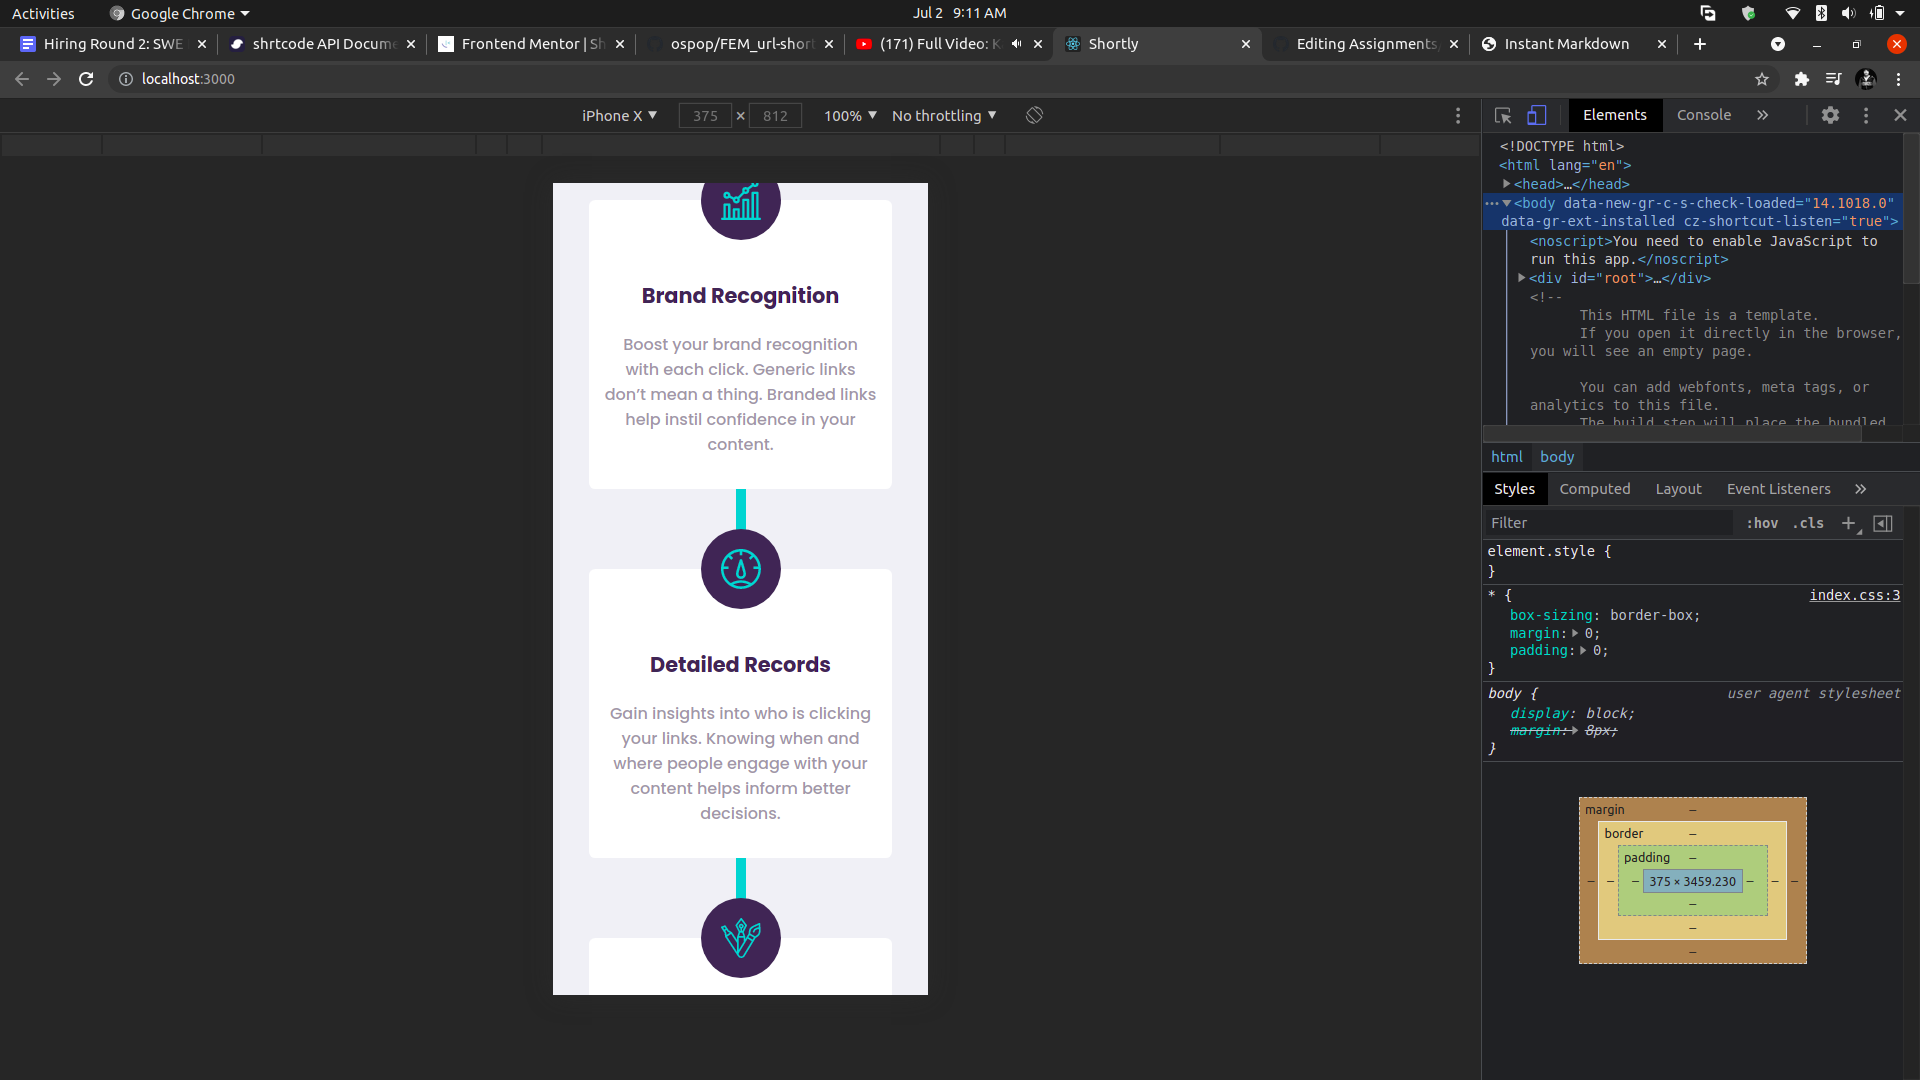 Activities
Google Chrome
Jul 2 9:11 AM
Hiring Round 2: SWE
shrtcode API Docume
Frontend Mentor | Sh
ospop/FEM_url-short
(171) Full Video: K
Shortly
Editing Assignments
Instant Markdown
localhost:3000
iPhone X
375 × 812
100%
No throttling
Elements
Console
<!DOCTYPE html>
<html lang="en">
<head>…</head>
<body data-new-gr-c-s-check-loaded="14.1018.0"
data-gr-ext-installed cz-shortcut-listen="true">
<noscript>You need to enable JavaScript to
run this app.</noscript>
<div id="root">…</div>
<!--
This HTML file is a template.
If you open it directly in the browser,
you will see an empty page.
You can add webfonts, meta tags, or
analytics to this file.
The build step will place the bundled
html
body
Styles
Computed
Layout
Event Listeners
Filter
:hov
.cls
element.style {
}
* {
index.css:3
box-sizing: border-box;
margin: 0;
padding: 0;
}
body {
user agent stylesheet
display: block;
margin: 8px;
}
margin
border
padding
375 × 3459.230
Brand Recognition
Boost your brand recognition
with each click. Generic links
don’t mean a thing. Branded links
help instil confidence in your
content.
Detailed Records
Gain insights into who is clicking
your links. Knowing when and
where people engage with your
content helps inform better
decisions.